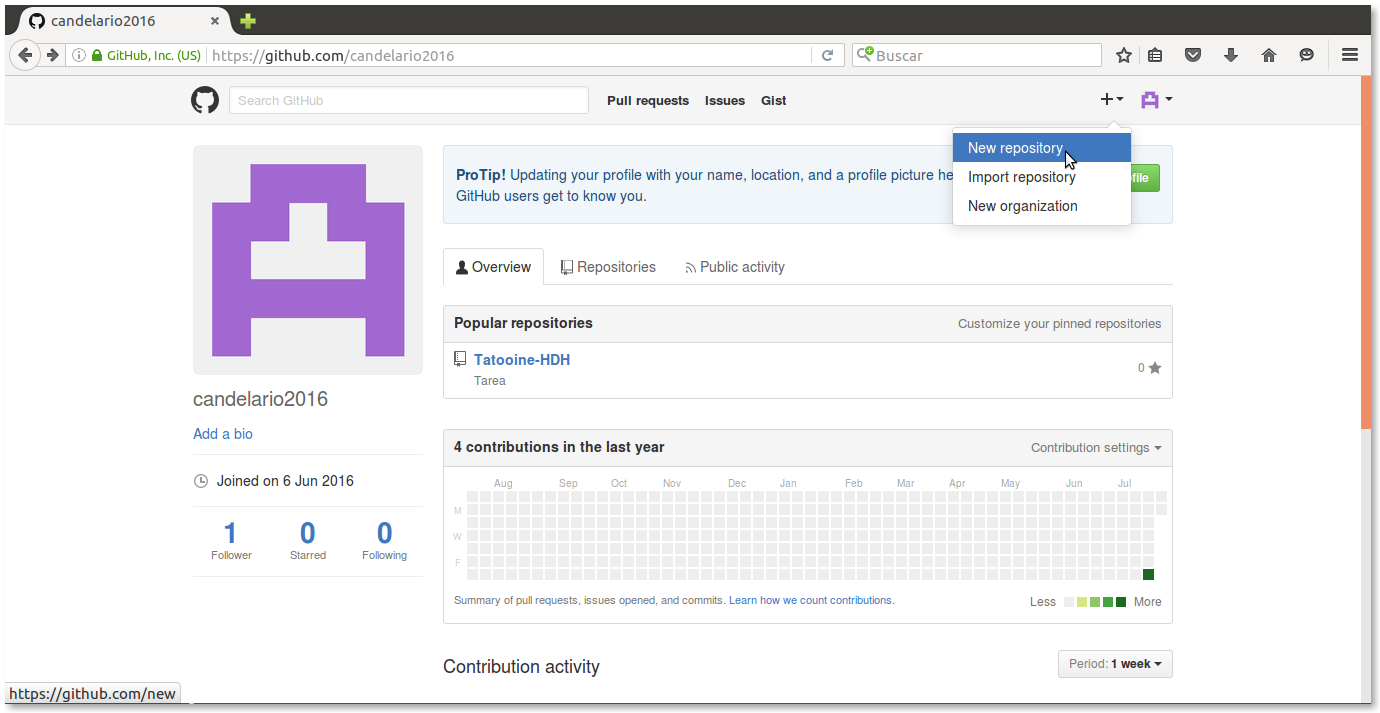 candelario2016
GitHub, Inc. (US)
https://github.com/candelario2016
Buscar
Search GitHub
Pull requests
Issues
Gist
New repository
Import repository
New organization
ProTip! Updating your profile with your name, location, and a profile picture he
GitHub users get to know you.
file
Overview
Repositories
Public activity
Popular repositories
Customize your pinned repositories
Tatooine-HDH
0
Tarea
candelario2016
Add a bio
Joined on 6 Jun 2016
1
0
0
Follower
Starred
Following
4 contributions in the last year
Contribution settings
Aug Sep Oct Nov Dec Jan Feb Mar Apr May Jun Jul
M
W
F
Summary of pull requests, issues opened, and commits. Learn how we count contributions.
Less
More
Contribution activity
Period: 1 week
https://github.com/new